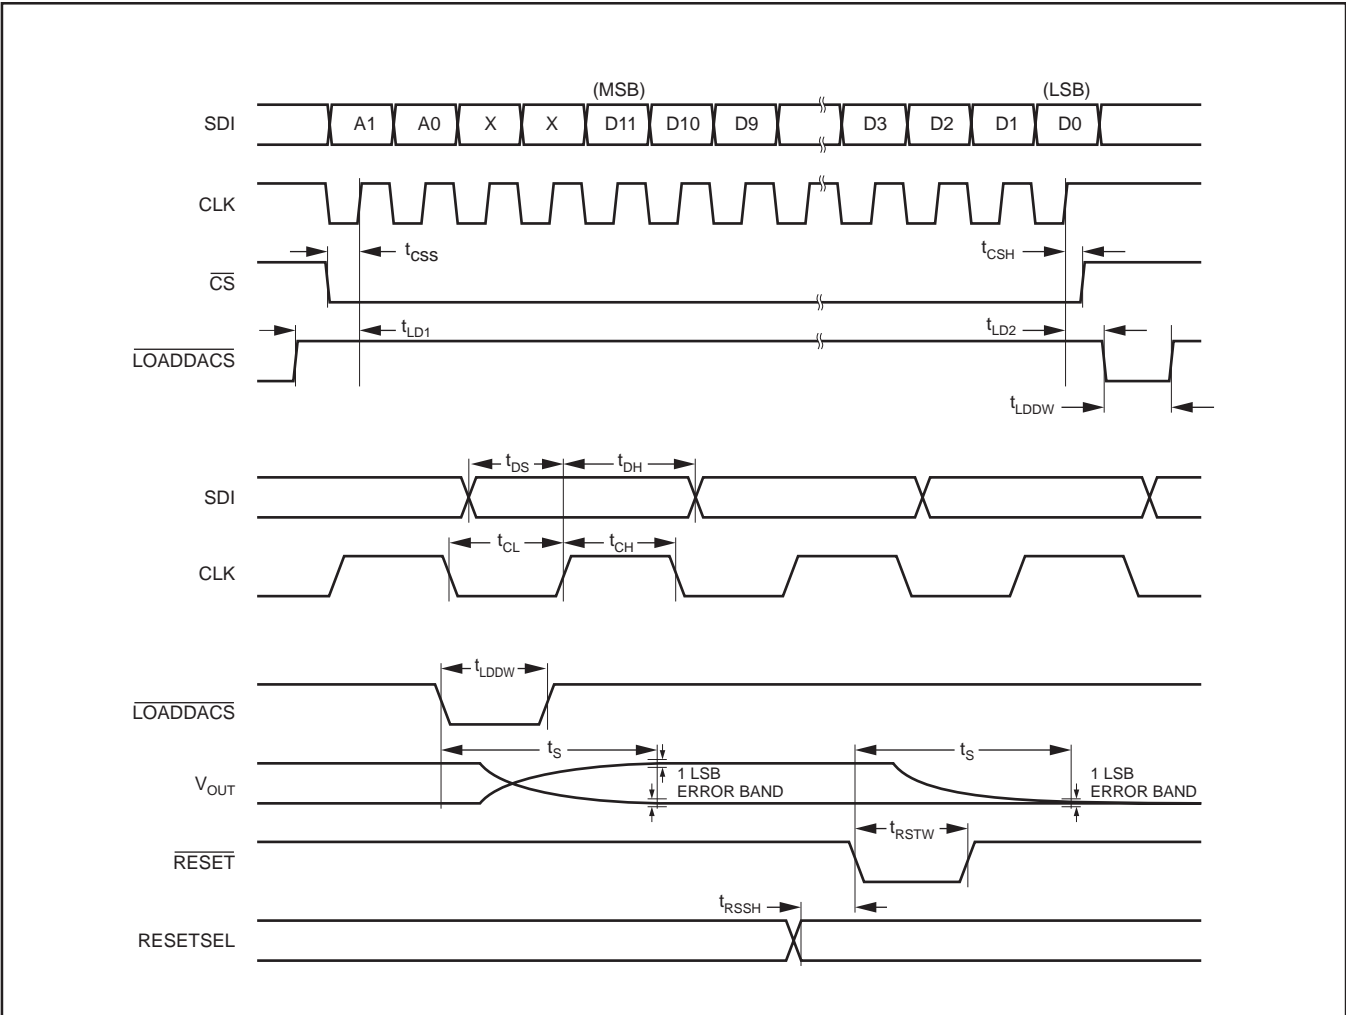 (MSB) (LSB)
SDI A1 A0 X X D11 D10 D9 D3 D2 D1 D0
CLK
tCSS tCSH
CS
tLD1 tLD2
LOADDACS
tLDDW
tDS tDH
SDI
tCL tCH
CLK
tLDDW
LOADDACS
tS tS
VOUT
1 LSB
ERROR BAND
1 LSB
ERROR BAND
tRSTW
RESET
tRSSH
RESETSEL